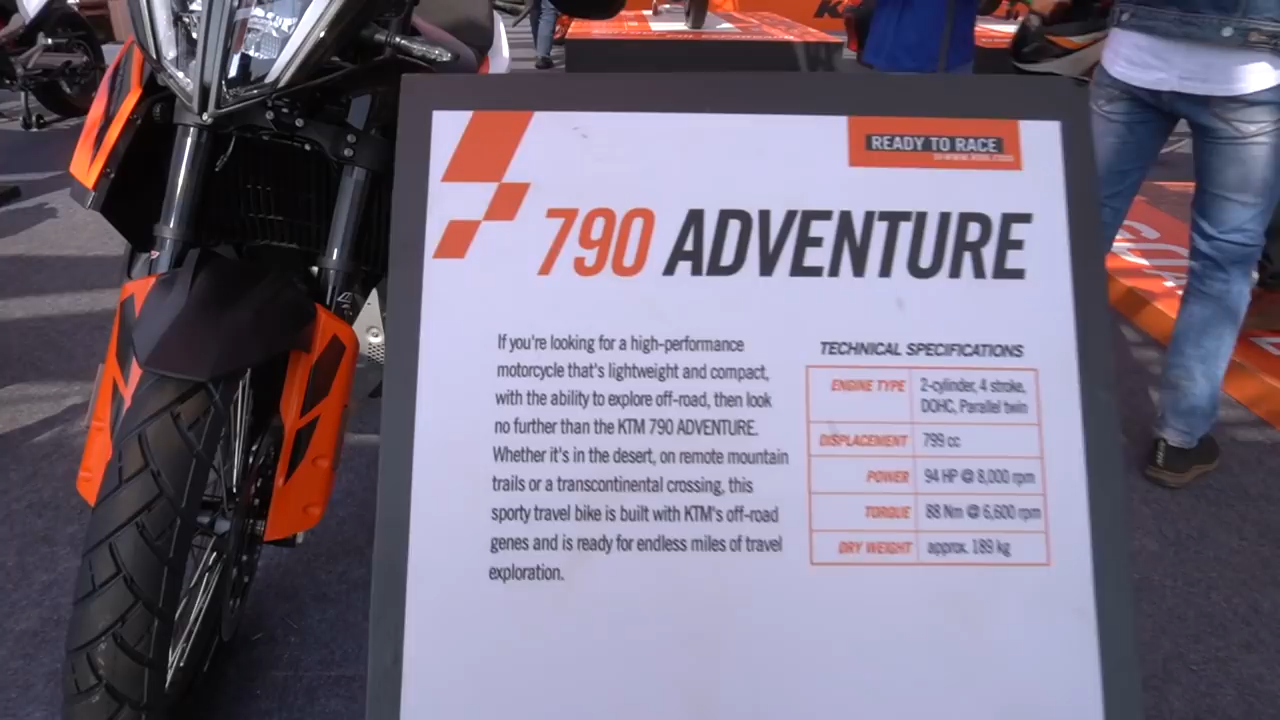 READY TO RACE
790 ADVENTURE
If you're looking for a high-performance
motorcycle that's lightweight and compact,
with the ability to explore off-road, then look
no further than the KTM 790 ADVENTURE.
Whether it's in the desert, on remote mountain
trails or a transcontinental crossing, this
sporty travel bike is built with KTM's off-road
genes and is ready for endless miles of travel
exploration.
TECHNICAL SPECIFICATIONS
ENGINE TYPE 2-cylinder, 4 stroke,
DOHC, Parallel twin
DISPLACEMENT 799 cc
POWER 94 HP @ 8,000 rpm
TORQUE 88 Nm @ 6,600 rpm
DRY WEIGHT approx. 189 kg